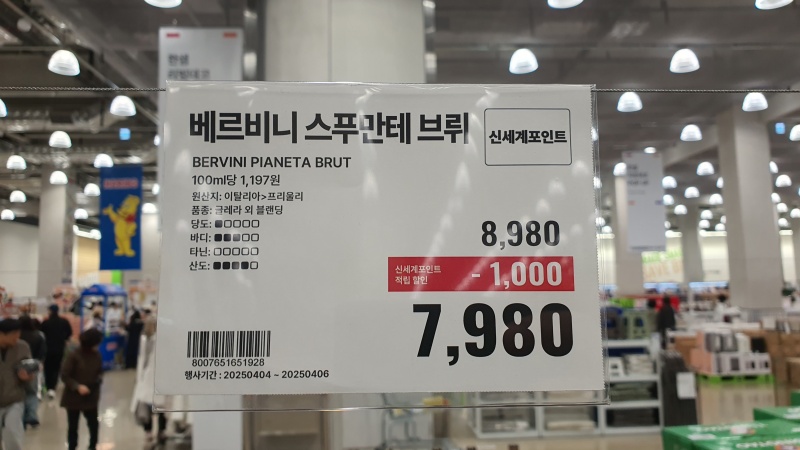 베르비니 스푸만테 브뤼
신세계포인트
BERVINI PIANETA BRUT
100ml당 1,197원
원산지: 이탈리아>프리울리
품종: 글레라 외 블렌딩
당도: ■□□□□
바디: ■■□□□
타닌: □□□□□
산도: ■■■■□
8,980
신세계포인트
적립 할인
- 1,000
7,980
8007651651928
행사기간 : 20250404 ~ 20250406